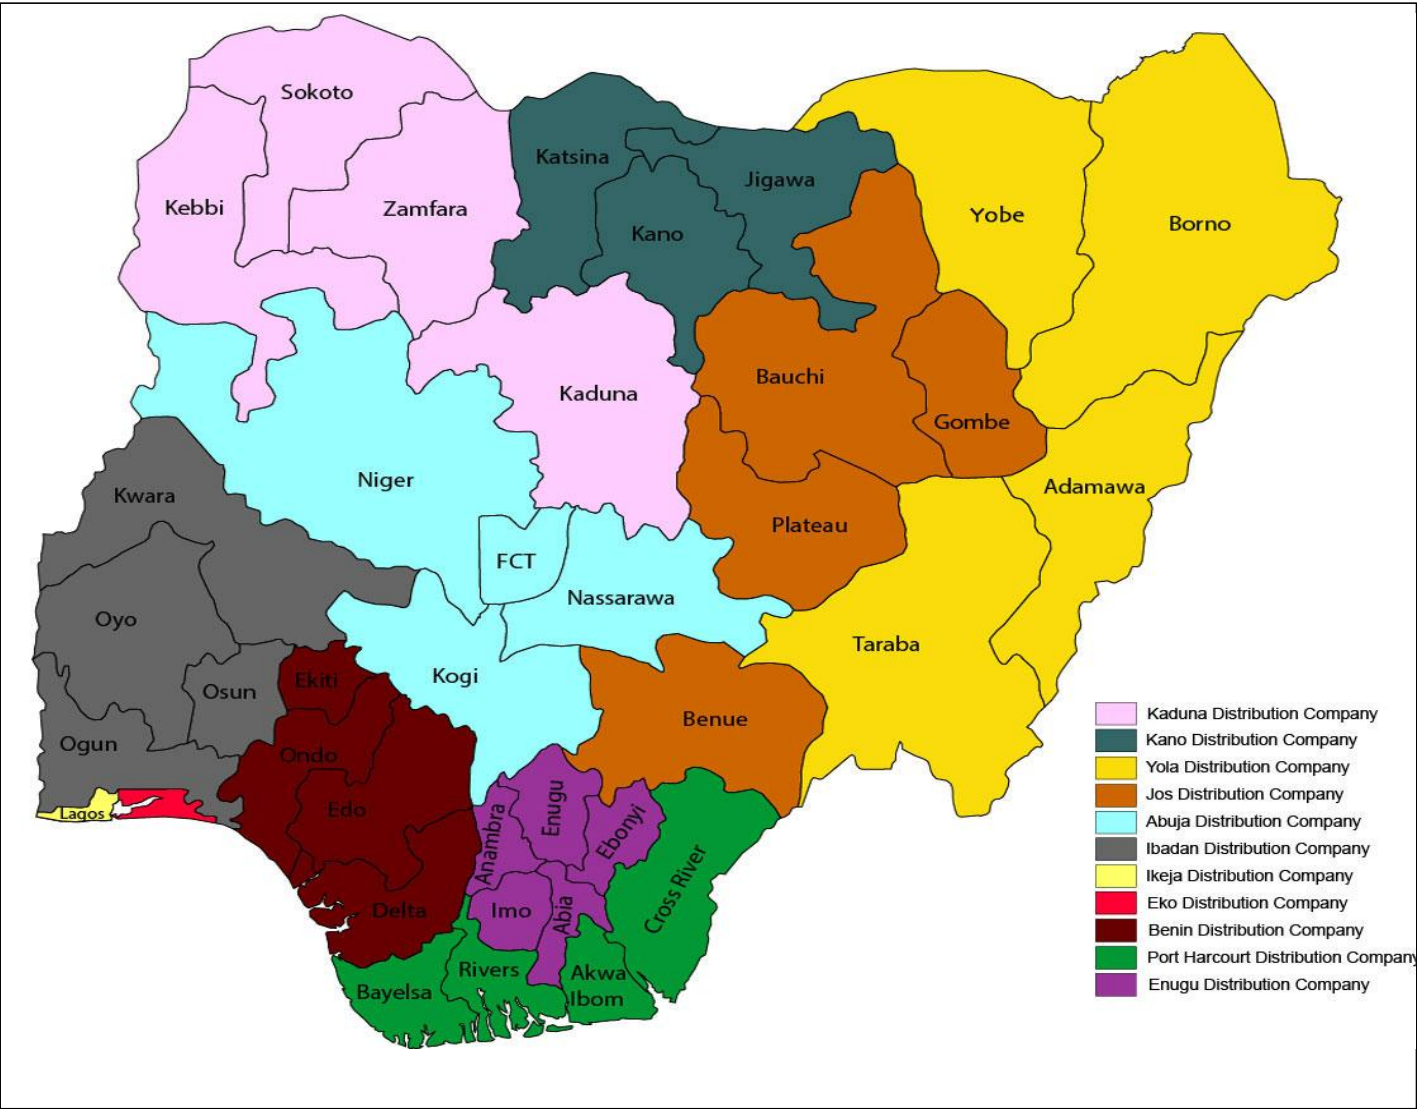 Sokoto
Katsina
Jigawa
Kebbi
Zamfara
Kano
Yobe
Borno
Kaduna
Bauchi
Gombe
Niger
Kwara
Adamawa
Plateau
FCT
Nassarawa
Oyo
Taraba
Kogi
Ekiti
Osun
Benue
Ogun
Ondo
Lagos
Edo
Enugu
Ebonyi
Anambra
Cross River
Delta
Imo
Abia
Rivers
Bayelsa
Akwa
Ibom
Kaduna Distribution Company
Kano Distribution Company
Yola Distribution Company
Jos Distribution Company
Abuja Distribution Company
Ibadan Distribution Company
Ikeja Distribution Company
Eko Distribution Company
Benin Distribution Company
Port Harcourt Distribution Company
Enugu Distribution Company